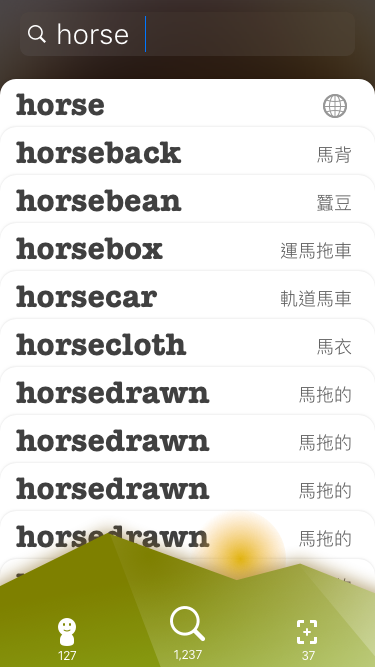 horse
horse
horseback 馬背
horsebean 蠶豆
horsebox 運馬拖車
horsecar 軌道馬車
horsecloth 馬衣
horsedrawn 馬拖的
horsedrawn 馬拖的
horsedrawn 馬拖的
horsedrawn 馬拖的
127 1,237 37